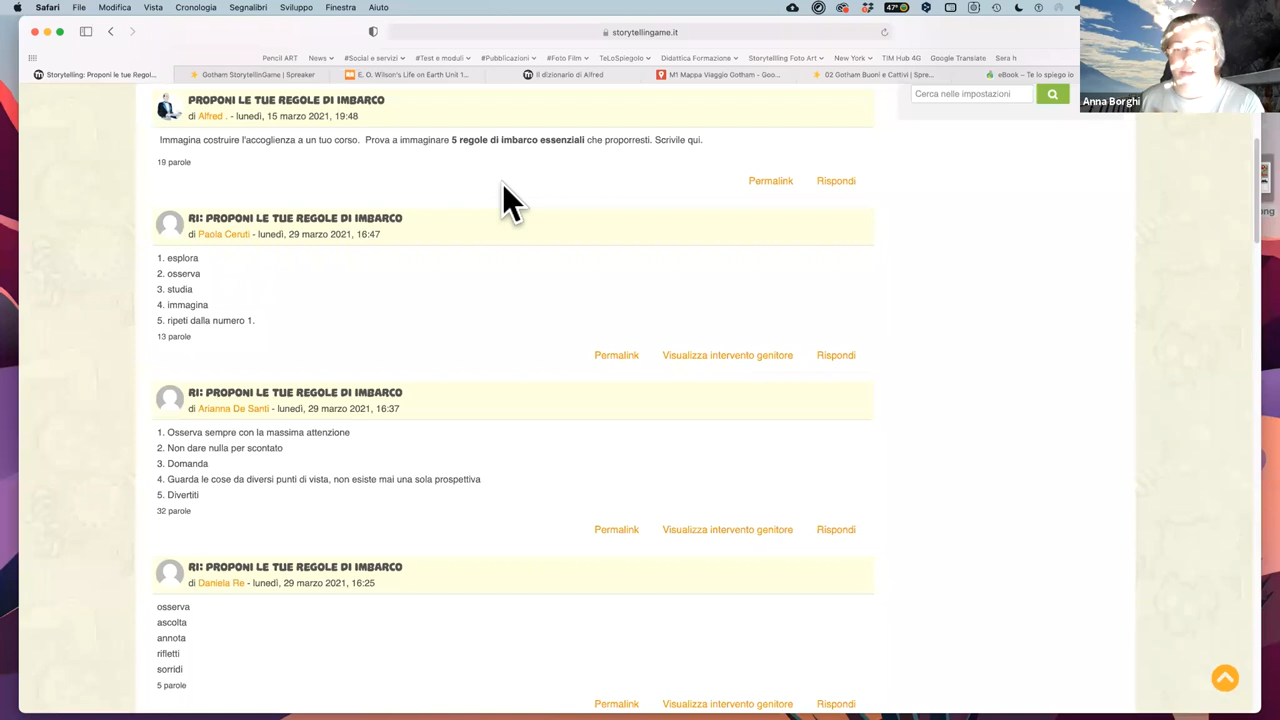 Safari File Modifica Vista Cronologia Segnalibri Sviluppo Finestra Aiuto
47°
storytellingame.it
Pencil ART News #Social e servizi #Test e moduli #Pubblicazioni #Foto Film TeLoSpiegolo Didattica Formazione Storytelling Foto Art New York TIM Hub 4G Google Translate Sara h
Storytelling: Proponi le tue Regol... Gotham StorytellinGame | Spreaker E. O. Wilson's Life on Earth Unit 1... Il dizionario di Alfred M1 Mappa Viaggio Gotham - Goo... 02 Gotham Buoni e Cattivi | Spre... eBook – Te lo spiego io
Cerca nelle impostazioni
Anna Borghi
PROPONI LE TUE REGOLE DI IMBARCO
di Alfred . - lunedì, 15 marzo 2021, 19:48
Immagina costruire l'accoglienza a un tuo corso. Prova a immaginare 5 regole di imbarco essenziali che proporresti. Scrivile qui.
19 parole
Permalink Rispondi
RI: PROPONI LE TUE REGOLE DI IMBARCO
di Paola Ceruti - lunedì, 29 marzo 2021, 16:47
1. esplora
2. osserva
3. studia
4. immagina
5. ripeti dalla numero 1.
13 parole
Permalink Visualizza intervento genitore Rispondi
RI: PROPONI LE TUE REGOLE DI IMBARCO
di Arianna De Santi - lunedì, 29 marzo 2021, 16:37
1. Osserva sempre con la massima attenzione
2. Non dare nulla per scontato
3. Domanda
4. Guarda le cose da diversi punti di vista, non esiste mai una sola prospettiva
5. Divertiti
32 parole
Permalink Visualizza intervento genitore Rispondi
RI: PROPONI LE TUE REGOLE DI IMBARCO
di Daniela Re - lunedì, 29 marzo 2021, 16:25
osserva
ascolta
annota
rifletti
sorridi
5 parole
Permalink Visualizza intervento genitore Rispondi